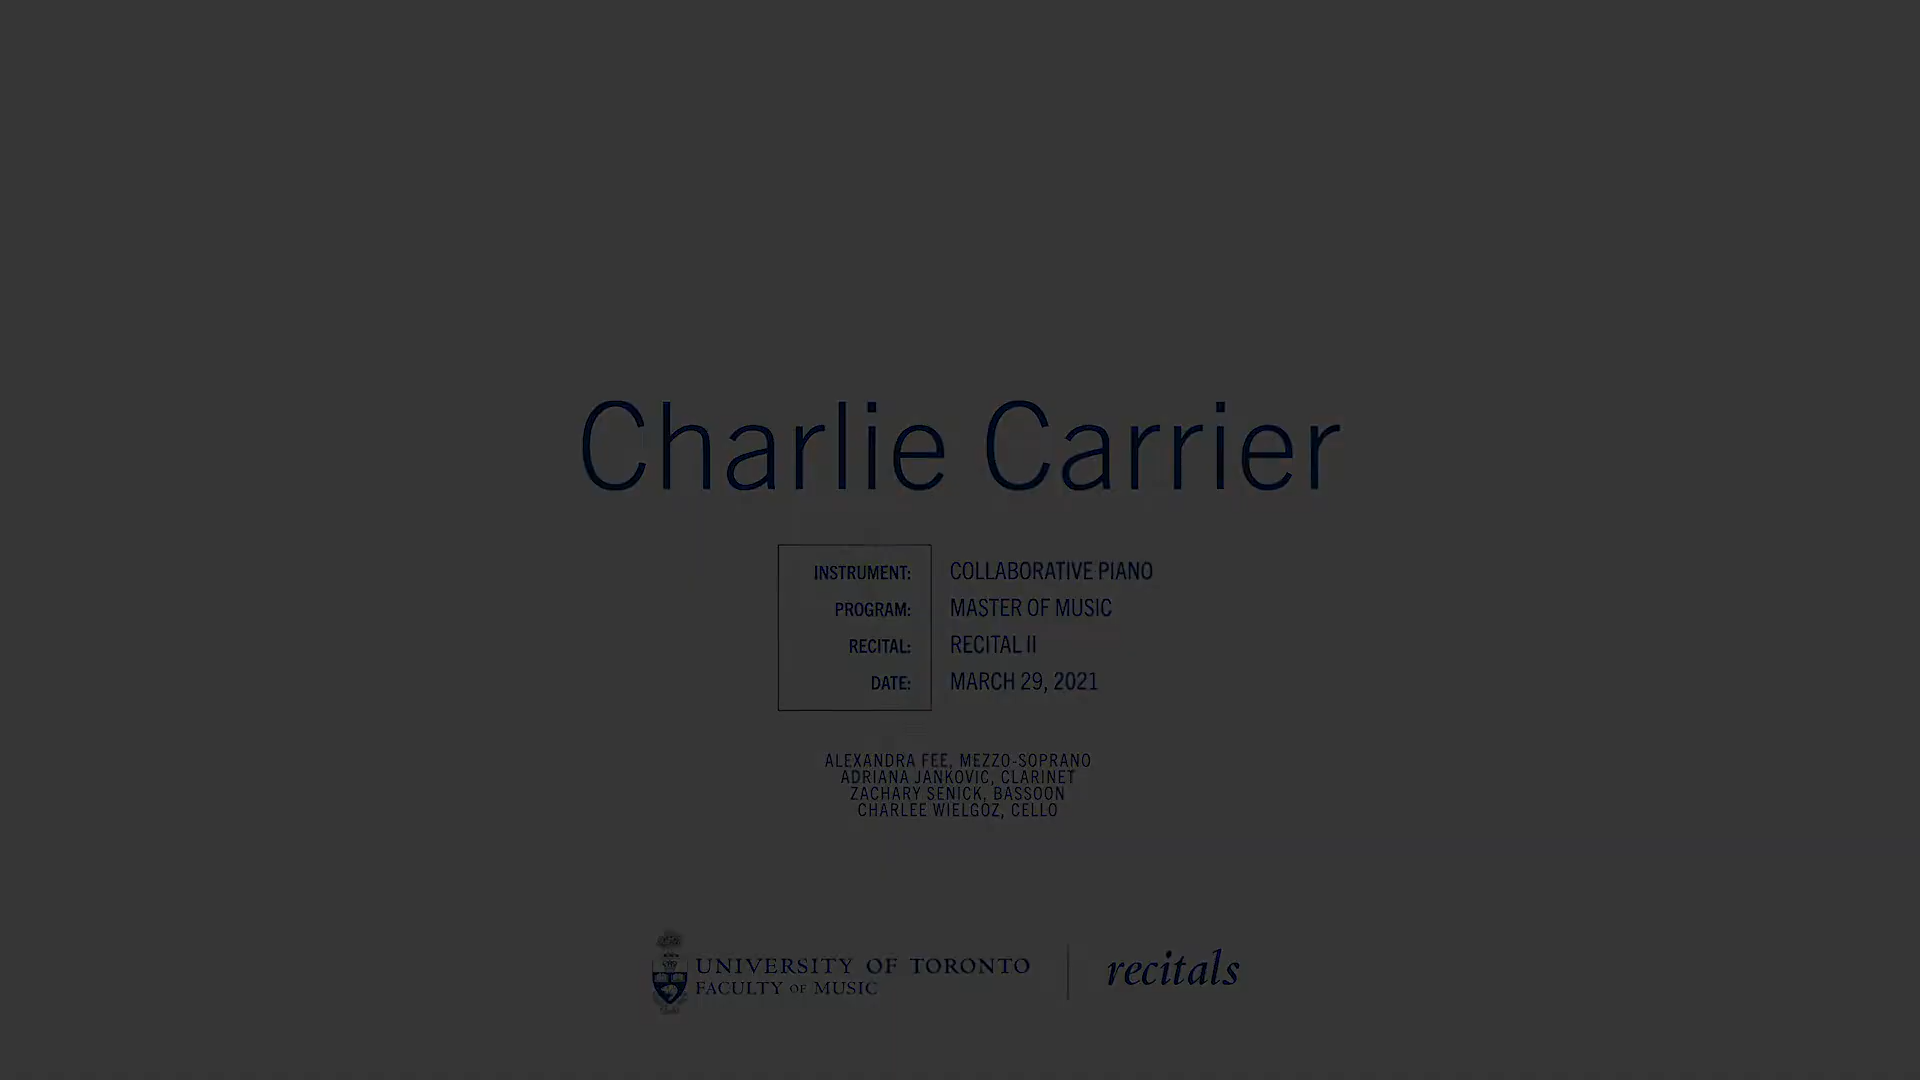 Charlie Carrier
INSTRUMENT: COLLABORATIVE PIANO
PROGRAM: MASTER OF MUSIC
RECITAL: RECITAL II
DATE: MARCH 29, 2021
ALEXANDRA FEE, MEZZO-SOPRANO
ADRIANA JANKOVIC, CLARINET
ZACHARY SENICK, BASSOON
CHARLEE WIELGOZ, CELLO
UNIVERSITY OF TORONTO
FACULTY OF MUSIC
recitals